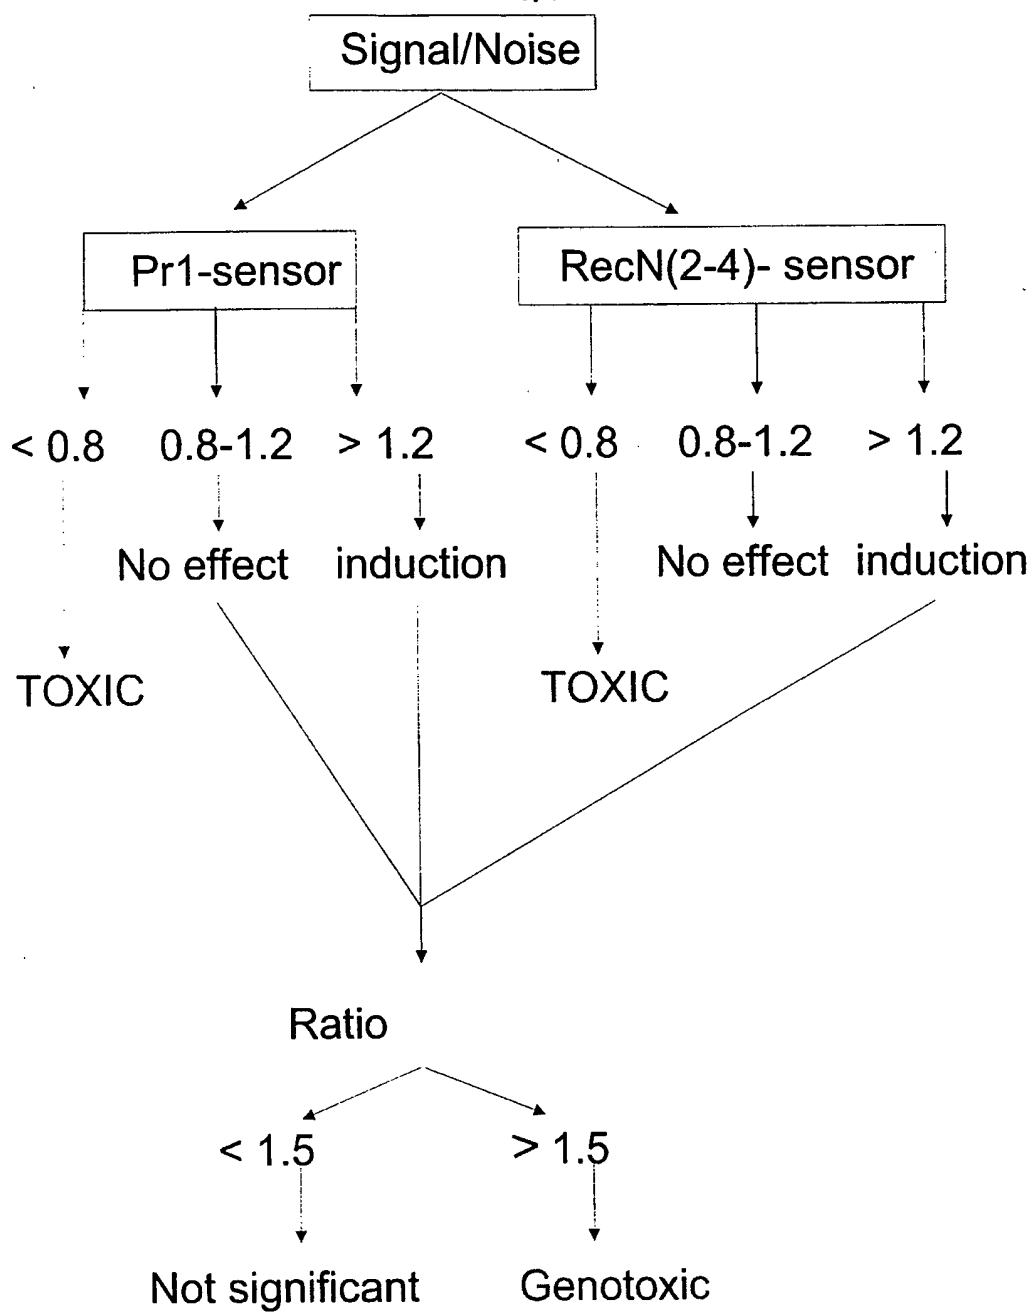 Signal/Noise
Pr1-sensor RecN(2-4)- sensor
< 0.8 0.8-1.2 > 1.2 < 0.8 0.8-1.2 > 1.2
No effect induction No effect induction
TOXIC TOXIC
Ratio
< 1.5 > 1.5
Not significant Genotoxic